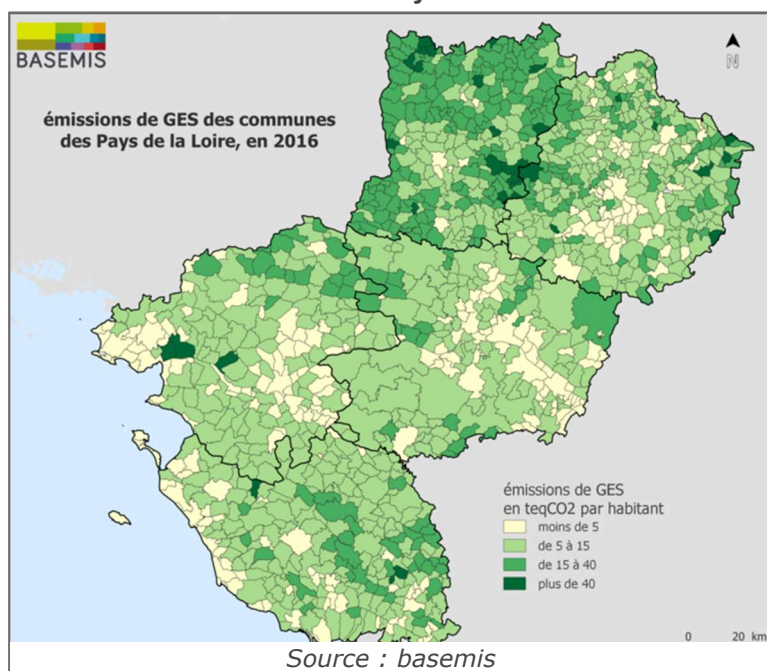 BASEMIS
N
émissions de GES des communes
des Pays de la Loire, en 2016
émissions de GES
en teqCO2 par habitant
moins de 5
de 5 à 15
de 15 à 40
plus de 40
0 20 km
Source : basemis